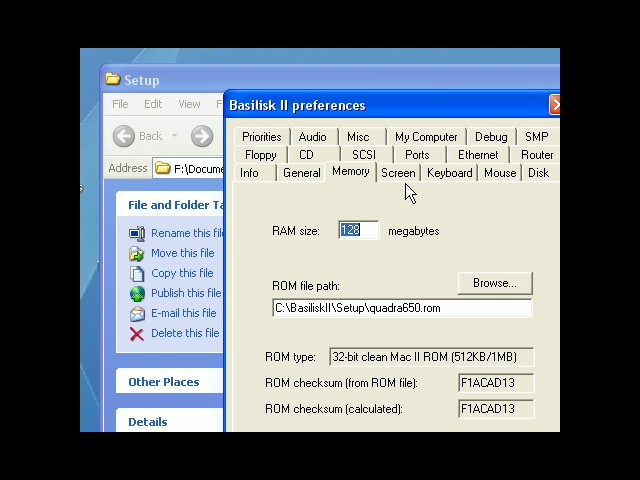 Setup
File Edit View
Basilisk II preferences
Back
Address F:\Docume
Priorities Audio Misc My Computer Debug SMP
Floppy CD SCSI Ports Ethernet Router
Info General Memory Screen Keyboard Mouse Disk
File and Folder Ta
Rename this file
Move this file
Copy this file
Publish this file
E-mail this file
Delete this file
Other Places
Details
RAM size: 128 megabytes
ROM file path: Browse...
C:\BasiliskII\Setup\quadra650.rom
ROM type: 32-bit clean Mac II ROM (512KB/1MB)
ROM checksum (from ROM file): F1ACAD13
ROM checksum (calculated): F1ACAD13